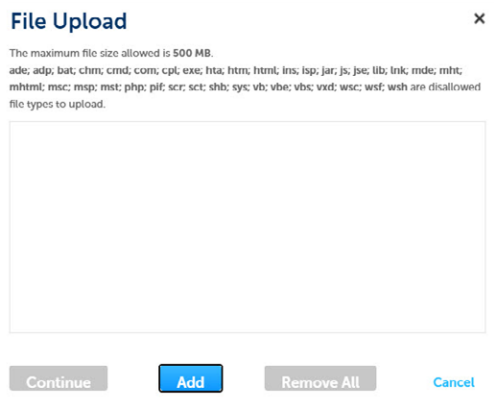 File Upload
×
The maximum file size allowed is 500 MB.
ade; adp; bat; chm; cmd; com; cpl; exe; hta; htm; html; ins; isp; jar; js; jse; lib; lnk; mde; mht;
mhtml; msc; msp; mst; php; pif; scr; sct; shb; sys; vb; vbe; vbs; vxd; wsc; wsf; wsh are disallowed
file types to upload.
Continue Add Remove All Cancel